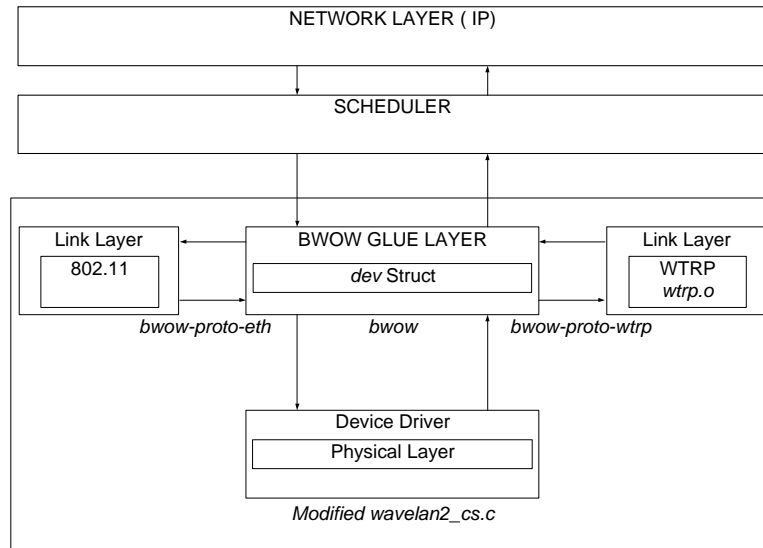 NETWORK LAYER ( IP)
SCHEDULER
Link Layer
802.11
bwow-proto-eth
BWOW GLUE LAYER
dev Struct
bwow
Link Layer
WTRP
wtrp.o
bwow-proto-wtrp
Device Driver
Physical Layer
Modified wavelan2_cs.c